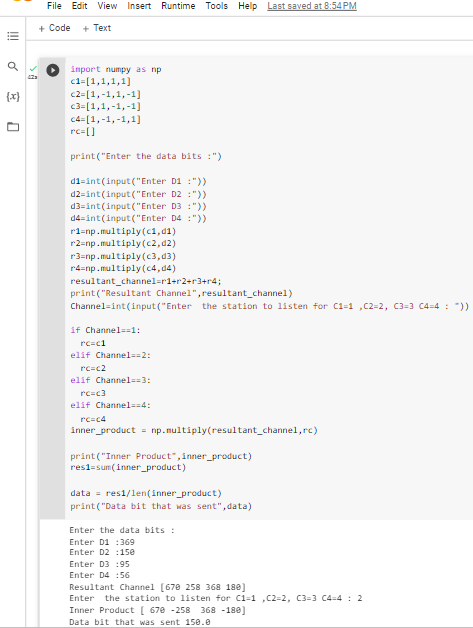 File Edit View Insert Runtime Tools Help Last saved at 8:54 PM
+ Code + Text
import numpy as np
c1=[1,1,1,1]
c2=[1,-1,1,-1]
c3=[1,1,-1,-1]
c4=[1,-1,-1,1]
rc=[]
print("Enter the data bits :")
d1=int(input("Enter D1 :"))
d2=int(input("Enter D2 :"))
d3=int(input("Enter D3 :"))
d4=int(input("Enter D4 :"))
r1=np.multiply(c1,d1)
r2=np.multiply(c2,d2)
r3=np.multiply(c3,d3)
r4=np.multiply(c4,d4)
resultant_channel=r1+r2+r3+r4;
print("Resultant Channel",resultant_channel)
Channel=int(input("Enter  the station to listen for C1=1 ,C2=2, C3=3 C4=4 : "))
if Channel==1:
  rc=c1
elif Channel==2:
  rc=c2
elif Channel==3:
  rc=c3
elif Channel==4:
  rc=c4
inner_product = np.multiply(resultant_channel,rc)
print("Inner Product",inner_product)
res1=sum(inner_product)
data = res1/len(inner_product)
print("Data bit that was sent",data)
Enter the data bits :
Enter D1 :369
Enter D2 :150
Enter D3 :95
Enter D4 :56
Resultant Channel [670 258 368 180]
Enter  the station to listen for C1=1 ,C2=2, C3=3 C4=4 : 2
Inner Product [ 670 -258  368 -180]
Data bit that was sent 150.0